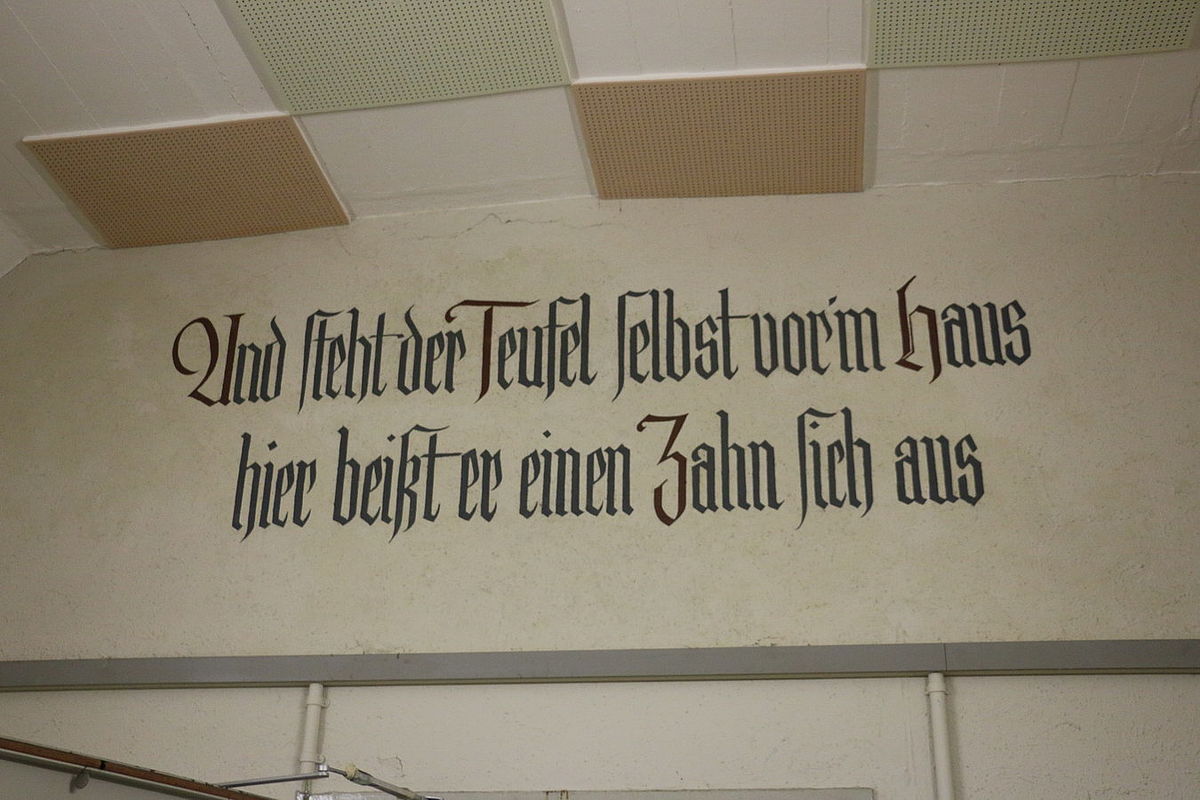 Und steht der Teufel selbst vor'm Haus
hier beißt er einen Zahn sich aus